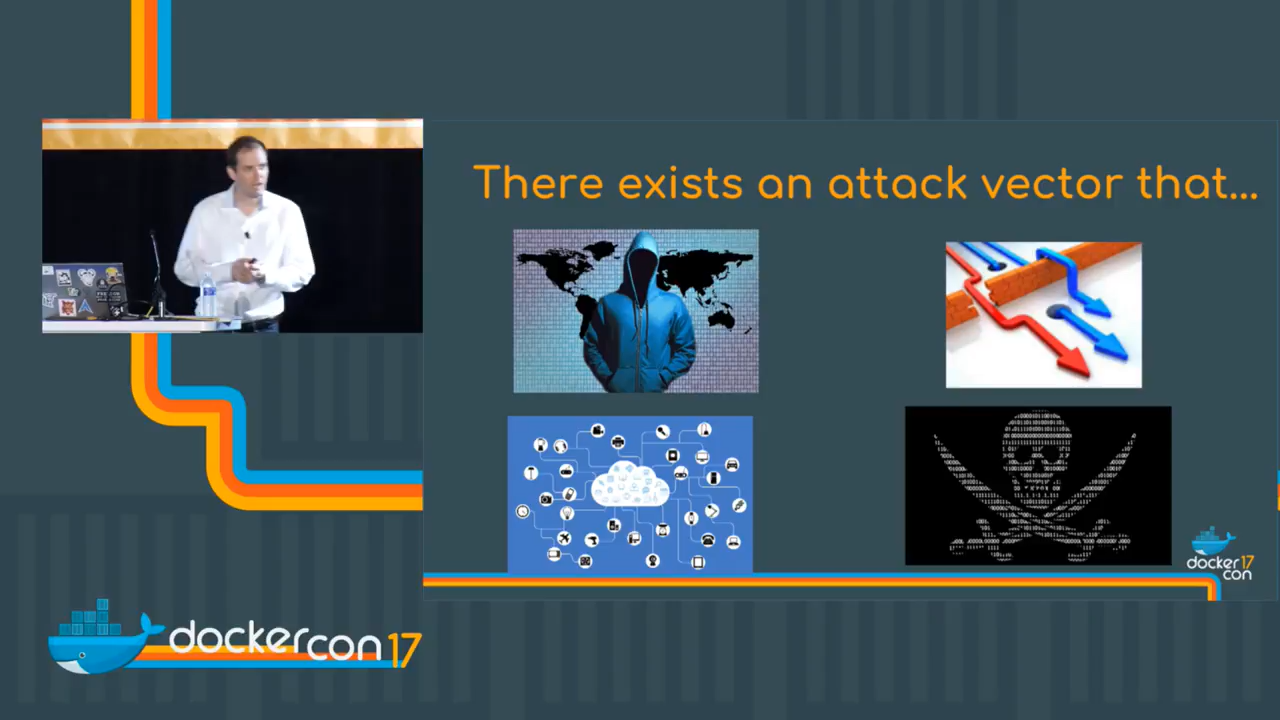 There exists an attack vector that...
docker 17
con
dockercon 17